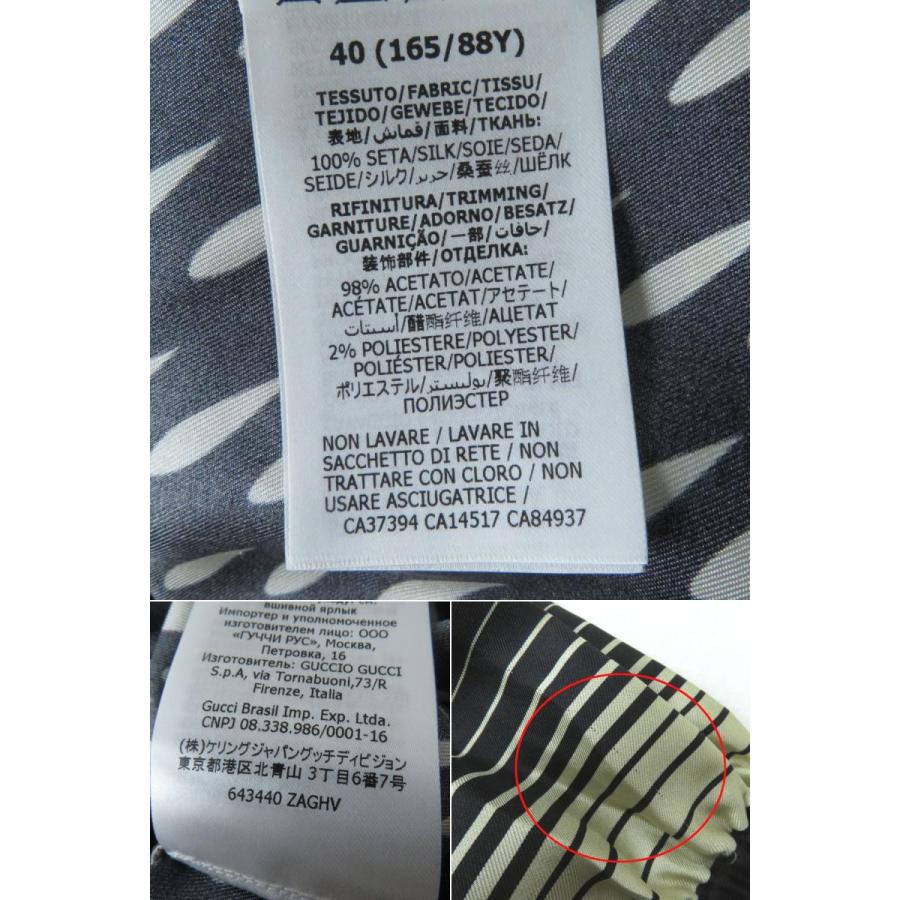 40 (165/88Y)
TESSUTO/FABRIC/TISSU/
TEJIDO/GEWEBE/TECIDO/
表地/قماش/面料/ТКАНЬ:
100% SETA/SILK/SOIE/SEDA/
SEIDE/シルク/حرير/桑蚕丝/ШЁЛК
RIFINITURA/TRIMMING/
GARNITURE/ADORNO/BESATZ/
GUARNIÇÃO/一部/حافات/
装饰部件/ОТДЕЛКА:
98% ACETATO/ACETATE/
ACÉTATE/ACETAT/アセテート/
أسيتات/醋酯纤维/АЦЕТАТ
2% POLIESTERE/POLYESTER/
POLIÉSTER/POLIESTER/
ポリエステル/بوليستر/聚酯纤维/
ПОЛИЭСТЕР
NON LAVARE / LAVARE IN
SACCHETTO DI RETE / NON
TRATTARE CON CLORO / NON
USARE ASCIUGATRICE /
CA37394 CA14517 CA84937
вшивной ярлык
Импортер и уполномоченное
изготовителем лицо: ООО
«ГУЧЧИ РУС», Москва,
Петровка, 16
Изготовитель: GUCCIO GUCCI
S.p.A, via Tornabuoni,73/R
Firenze, Italia
Gucci Brasil Imp. Exp. Ltda.
CNPJ 08.338.986/0001-16
(株)ケリングジャパングッチディビジョン
東京都港区北青山 3丁目6番7号
643440 ZAGHV